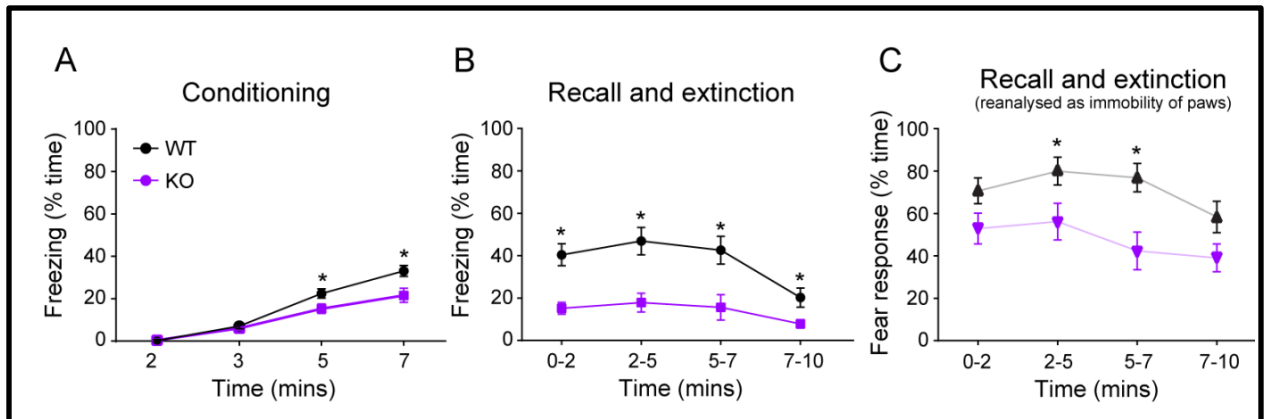 A
Conditioning
Freezing (% time)
100
80
60
40
20
0
WT
KO
*
*
2
3
5
7
Time (mins)
B
Recall and extinction
Freezing (% time)
100
80
60
40
20
0
*
*
*
*
0-2
2-5
5-7
7-10
Time (mins)
C
Recall and extinction
(reanalysed as immobility of paws)
Fear response (% time)
100
80
60
40
20
0
*
*
0-2
2-5
5-7
7-10
Time (mins)